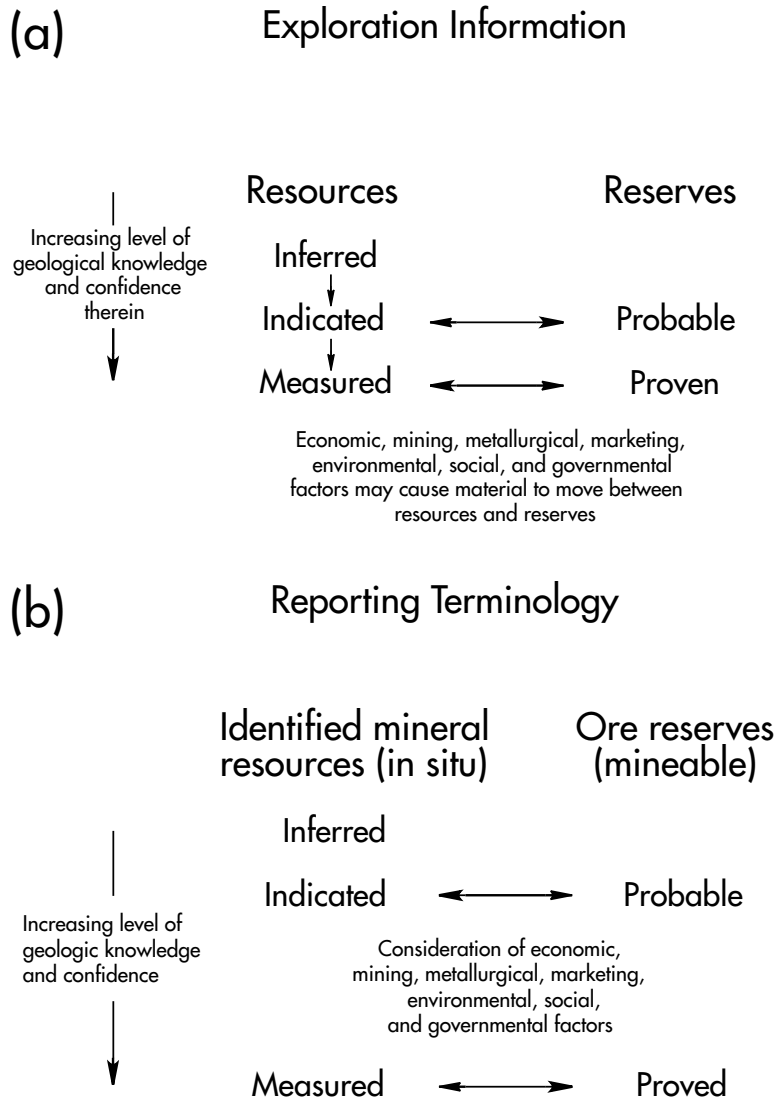 (a)
Exploration Information
Resources
Reserves
Increasing level of
geological knowledge
and confidence
therein
Inferred
Indicated
Probable
Measured
Proven
Economic, mining, metallurgical, marketing,
environmental, social, and governmental
factors may cause material to move between
resources and reserves
(b)
Reporting Terminology
Identified mineral
resources (in situ)
Ore reserves
(mineable)
Inferred
Indicated
Probable
Increasing level of
geologic knowledge
and confidence
Consideration of economic,
mining, metallurgical, marketing,
environmental, social,
and governmental factors
Measured
Proved